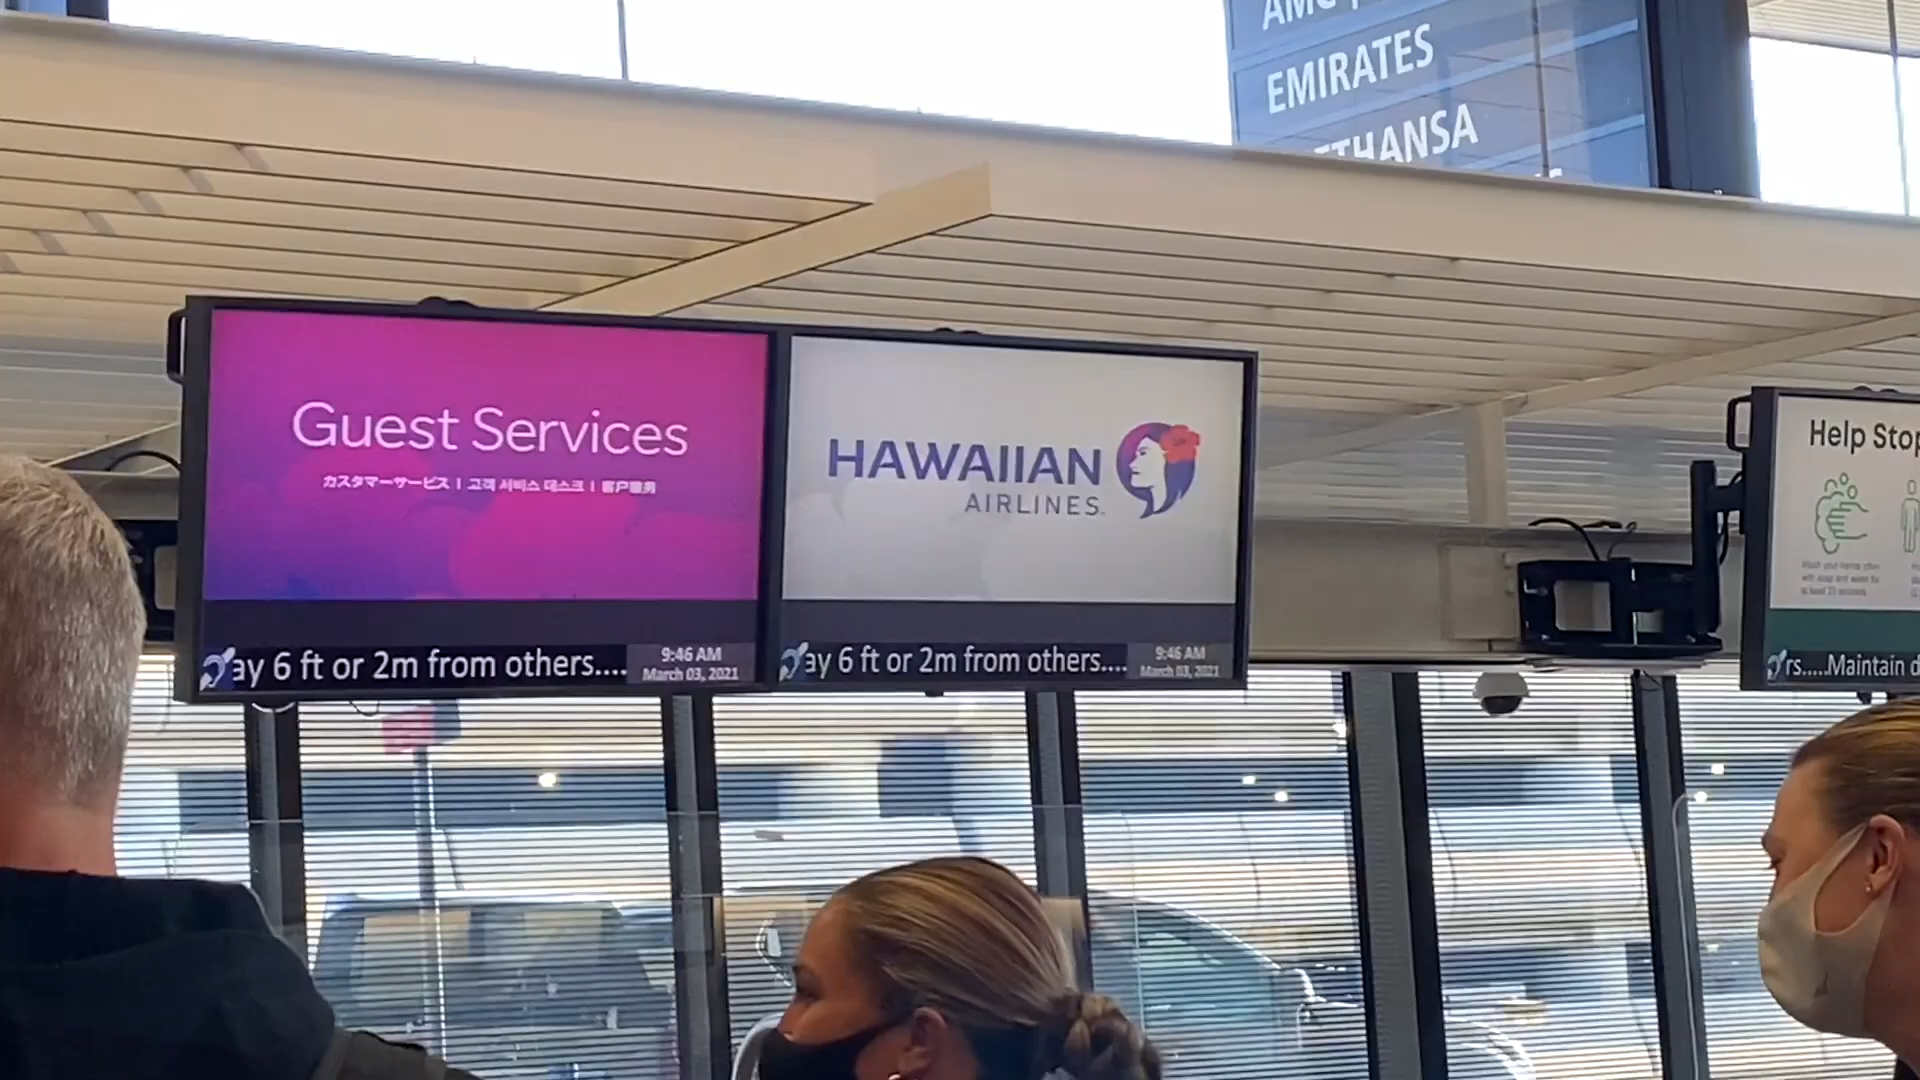 EMIRATES
Guest Services
カスタマーサービス | 고객 서비스 데스크 | 客户服务
HAWAIIAN
AIRLINES.
ay 6 ft or 2m from others....
9:46 AM
March 03, 2021
ay 6 ft or 2m from others....
9:46 AM
March 03, 2021
Help Stop
rs.....Maintain d